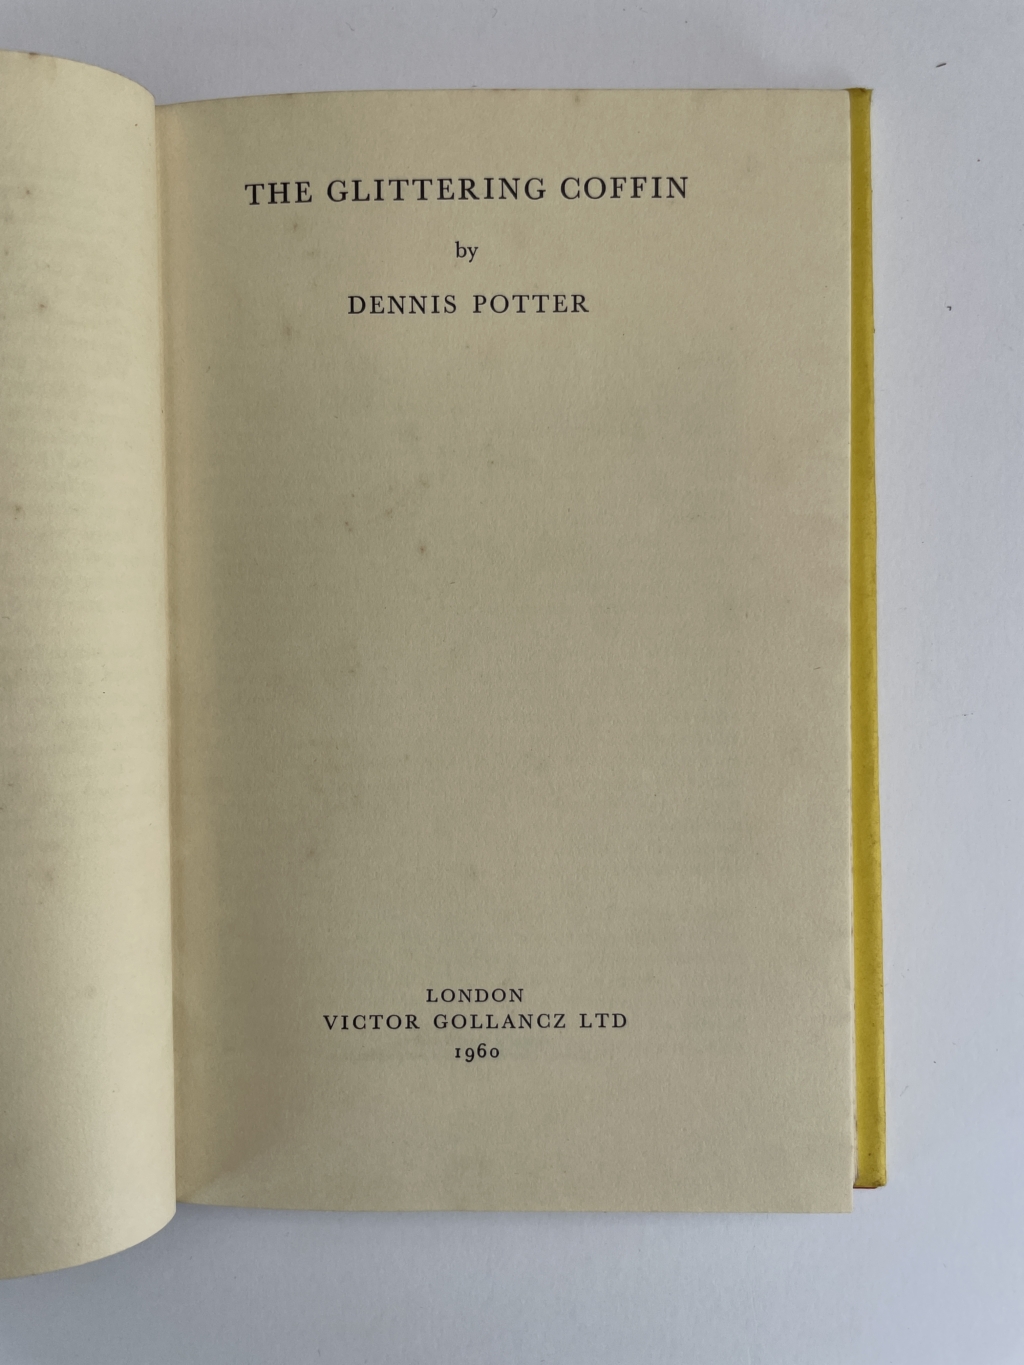 THE GLITTERING COFFIN
by
DENNIS POTTER
LONDON
VICTOR GOLLANCZ LTD
1960